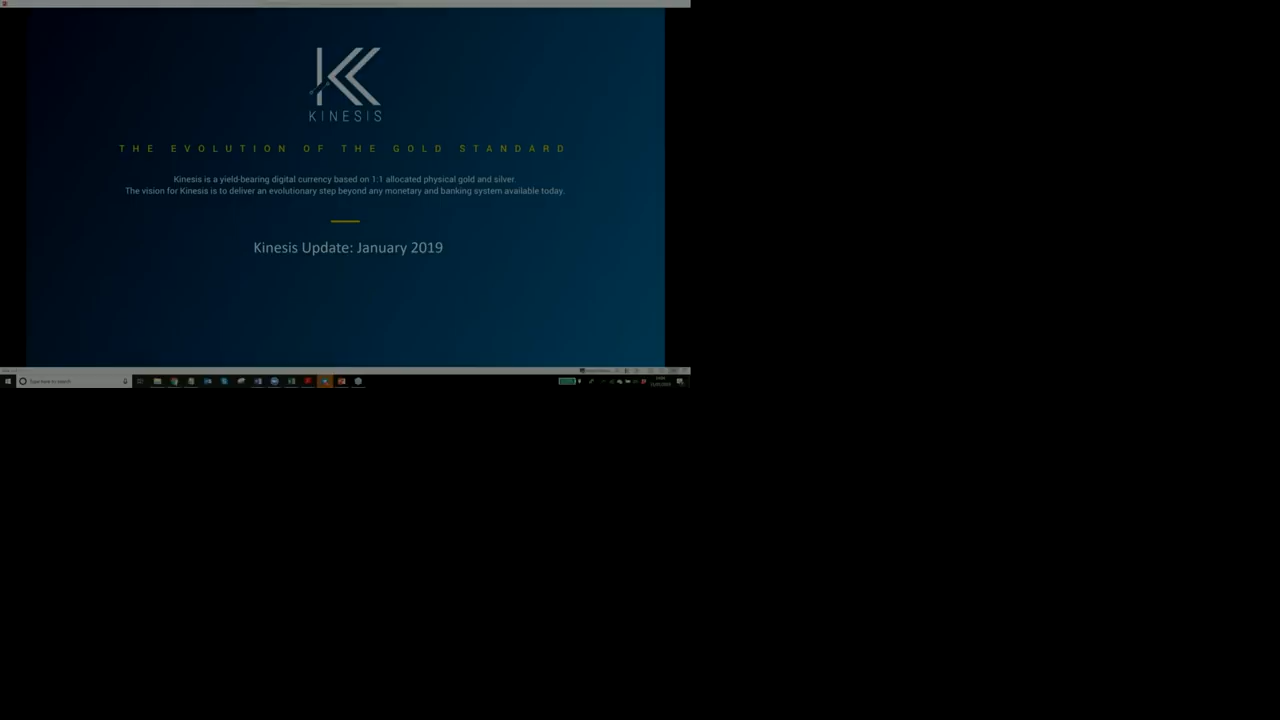 KINESIS
THE EVOLUTION OF THE GOLD STANDARD
Kinesis is a yield-bearing digital currency based on 1:1 allocated physical gold and silver.
The vision for Kinesis is to deliver an evolutionary step beyond any monetary and banking system available today.
Kinesis Update: January 2019
Type here to search